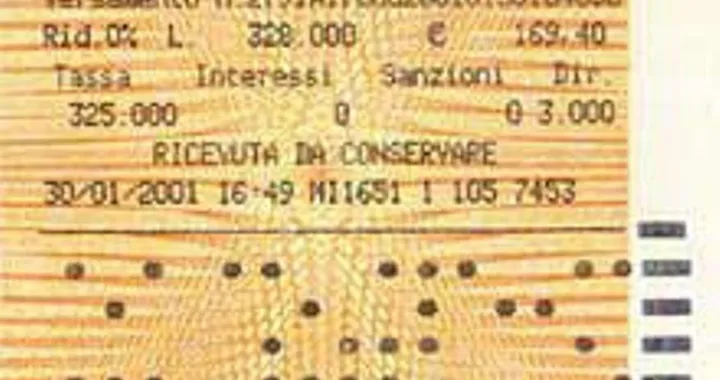 Versamento n.
Rid.0% L. 328.000 € 169,40
Tassa Interessi Sanzioni Dir.
325.000 0 0 3.000
RICEVUTA DA CONSERVARE
30/01/2001 16:49 M11651 1 105 7453